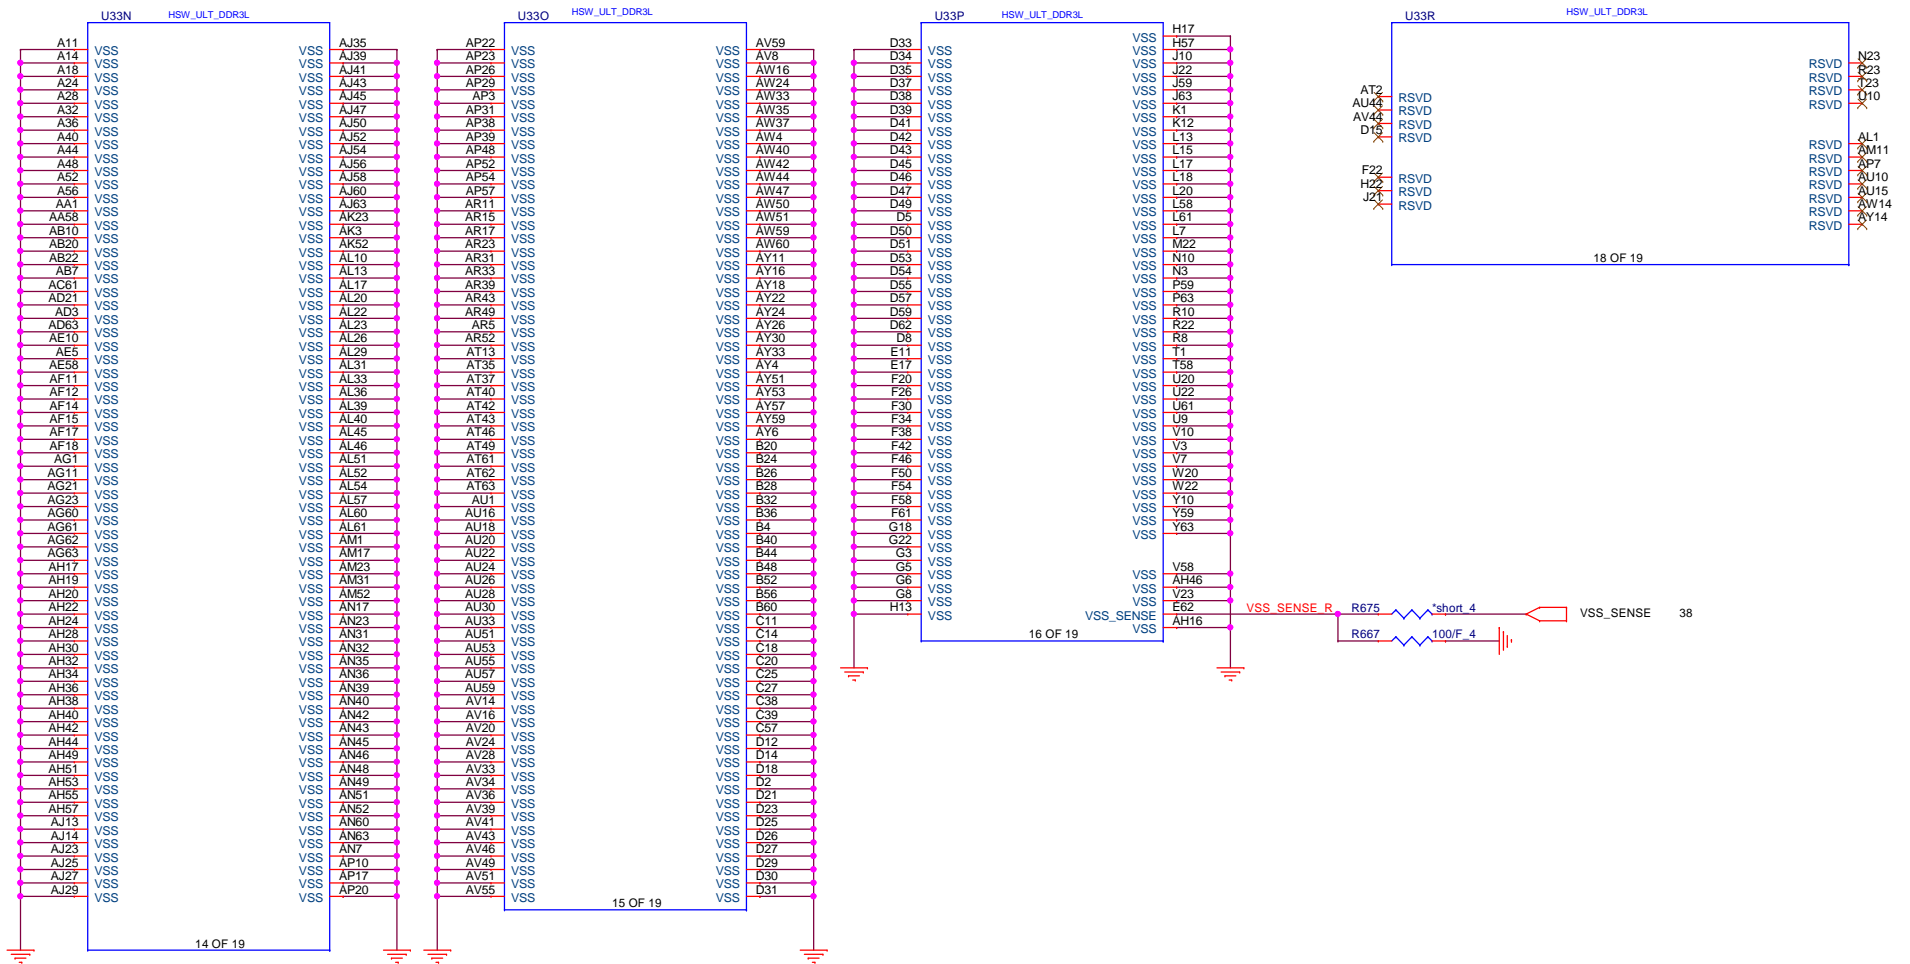 U33N HSW_ULT_DDR3L
A11 VSS VSS AJ35
A14 VSS VSS AJ39
A18 VSS VSS AJ41
A24 VSS VSS AJ43
A28 VSS VSS AJ45
A32 VSS VSS AJ47
A36 VSS VSS AJ50
A40 VSS VSS AJ52
A44 VSS VSS AJ54
A48 VSS VSS AJ56
A52 VSS VSS AJ58
A56 VSS VSS AJ60
AA1 VSS VSS AJ63
AA58 VSS VSS AK23
AB10 VSS VSS AK3
AB20 VSS VSS AK52
AB22 VSS VSS AL10
AB7 VSS VSS AL13
AC61 VSS VSS AL17
AD21 VSS VSS AL20
AD3 VSS VSS AL22
AD63 VSS VSS AL23
AE10 VSS VSS AL26
AE5 VSS VSS AL29
AE58 VSS VSS AL31
AF11 VSS VSS AL33
AF12 VSS VSS AL36
AF14 VSS VSS AL39
AF15 VSS VSS AL40
AF17 VSS VSS AL45
AF18 VSS VSS AL46
AG1 VSS VSS AL51
AG11 VSS VSS AL52
AG21 VSS VSS AL54
AG23 VSS VSS AL57
AG60 VSS VSS AL60
AG61 VSS VSS AL61
AG62 VSS VSS AM1
AG63 VSS VSS AM17
AH17 VSS VSS AM23
AH19 VSS VSS AM31
AH20 VSS VSS AM52
AH22 VSS VSS AN17
AH24 VSS VSS AN23
AH28 VSS VSS AN31
AH30 VSS VSS AN32
AH32 VSS VSS AN35
AH34 VSS VSS AN36
AH36 VSS VSS AN39
AH38 VSS VSS AN40
AH40 VSS VSS AN42
AH42 VSS VSS AN43
AH44 VSS VSS AN45
AH49 VSS VSS AN46
AH51 VSS VSS AN48
AH53 VSS VSS AN49
AH55 VSS VSS AN51
AH57 VSS VSS AN52
AJ13 VSS VSS AN60
AJ14 VSS VSS AN63
AJ23 VSS VSS AN7
AJ25 VSS VSS AP10
AJ27 VSS VSS AP17
AJ29 VSS VSS AP20
14 OF 19
U33O HSW_ULT_DDR3L
AP22 VSS VSS AV59
AP23 VSS VSS AV8
AP26 VSS VSS AW16
AP29 VSS VSS AW24
AP3 VSS VSS AW33
AP31 VSS VSS AW35
AP38 VSS VSS AW37
AP39 VSS VSS AW4
AP48 VSS VSS AW40
AP52 VSS VSS AW42
AP54 VSS VSS AW44
AP57 VSS VSS AW47
AR11 VSS VSS AW50
AR15 VSS VSS AW51
AR17 VSS VSS AW59
AR23 VSS VSS AW60
AR31 VSS VSS AY11
AR33 VSS VSS AY16
AR39 VSS VSS AY18
AR43 VSS VSS AY22
AR49 VSS VSS AY24
AR5 VSS VSS AY26
AR52 VSS VSS AY30
AT13 VSS VSS AY33
AT35 VSS VSS AY4
AT37 VSS VSS AY51
AT40 VSS VSS AY53
AT42 VSS VSS AY57
AT43 VSS VSS AY59
AT46 VSS VSS AY6
AT49 VSS VSS B20
AT61 VSS VSS B24
AT62 VSS VSS B26
AT63 VSS VSS B28
AU1 VSS VSS B32
AU16 VSS VSS B36
AU18 VSS VSS B4
AU20 VSS VSS B40
AU22 VSS VSS B44
AU24 VSS VSS B48
AU26 VSS VSS B52
AU28 VSS VSS B56
AU30 VSS VSS B60
AU33 VSS VSS C11
AU51 VSS VSS C14
AU53 VSS VSS C18
AU55 VSS VSS C20
AU57 VSS VSS C25
AU59 VSS VSS C27
AV14 VSS VSS C38
AV16 VSS VSS C39
AV20 VSS VSS C57
AV24 VSS VSS D12
AV28 VSS VSS D14
AV33 VSS VSS D18
AV34 VSS VSS D2
AV36 VSS VSS D21
AV39 VSS VSS D23
AV41 VSS VSS D25
AV43 VSS VSS D26
AV46 VSS VSS D27
AV49 VSS VSS D29
AV51 VSS VSS D30
AV55 VSS VSS D31
15 OF 19
U33P HSW_ULT_DDR3L
VSS H17
D33 VSS VSS H57
D34 VSS VSS J10
D35 VSS VSS J22
D37 VSS VSS J59
D38 VSS VSS J63
D39 VSS VSS K1
D41 VSS VSS K12
D42 VSS VSS L13
D43 VSS VSS L15
D45 VSS VSS L17
D46 VSS VSS L18
D47 VSS VSS L20
D49 VSS VSS L58
D5 VSS VSS L61
D50 VSS VSS L7
D51 VSS VSS M22
D53 VSS VSS N10
D54 VSS VSS N3
D55 VSS VSS P59
D57 VSS VSS P63
D59 VSS VSS R10
D62 VSS VSS R22
D8 VSS VSS R8
E11 VSS VSS T1
E17 VSS VSS T58
F20 VSS VSS U20
F26 VSS VSS U22
F30 VSS VSS U61
F34 VSS VSS U9
F38 VSS VSS V10
F42 VSS VSS V3
F46 VSS VSS V7
F50 VSS VSS W20
F54 VSS VSS W22
F58 VSS VSS Y10
F61 VSS VSS Y59
G18 VSS VSS Y63
G22 VSS
G3 VSS
G5 VSS VSS V58
G6 VSS VSS AH46
G8 VSS VSS V23
H13 VSS VSS_SENSE E62 VSS_SENSE_R R675 *short_4 VSS_SENSE 38
VSS AH16
R667 100/F_4
16 OF 19
U33R HSW_ULT_DDR3L
RSVD N23
RSVD R23
RSVD T23
AT2 RSVD RSVD U10
AU44 RSVD
AV44 RSVD
D15 RSVD
RSVD AL1
RSVD AM11
RSVD AP7
F22 RSVD RSVD AU10
H22 RSVD RSVD AU15
J21 RSVD RSVD AW14
RSVD AY14
18 OF 19